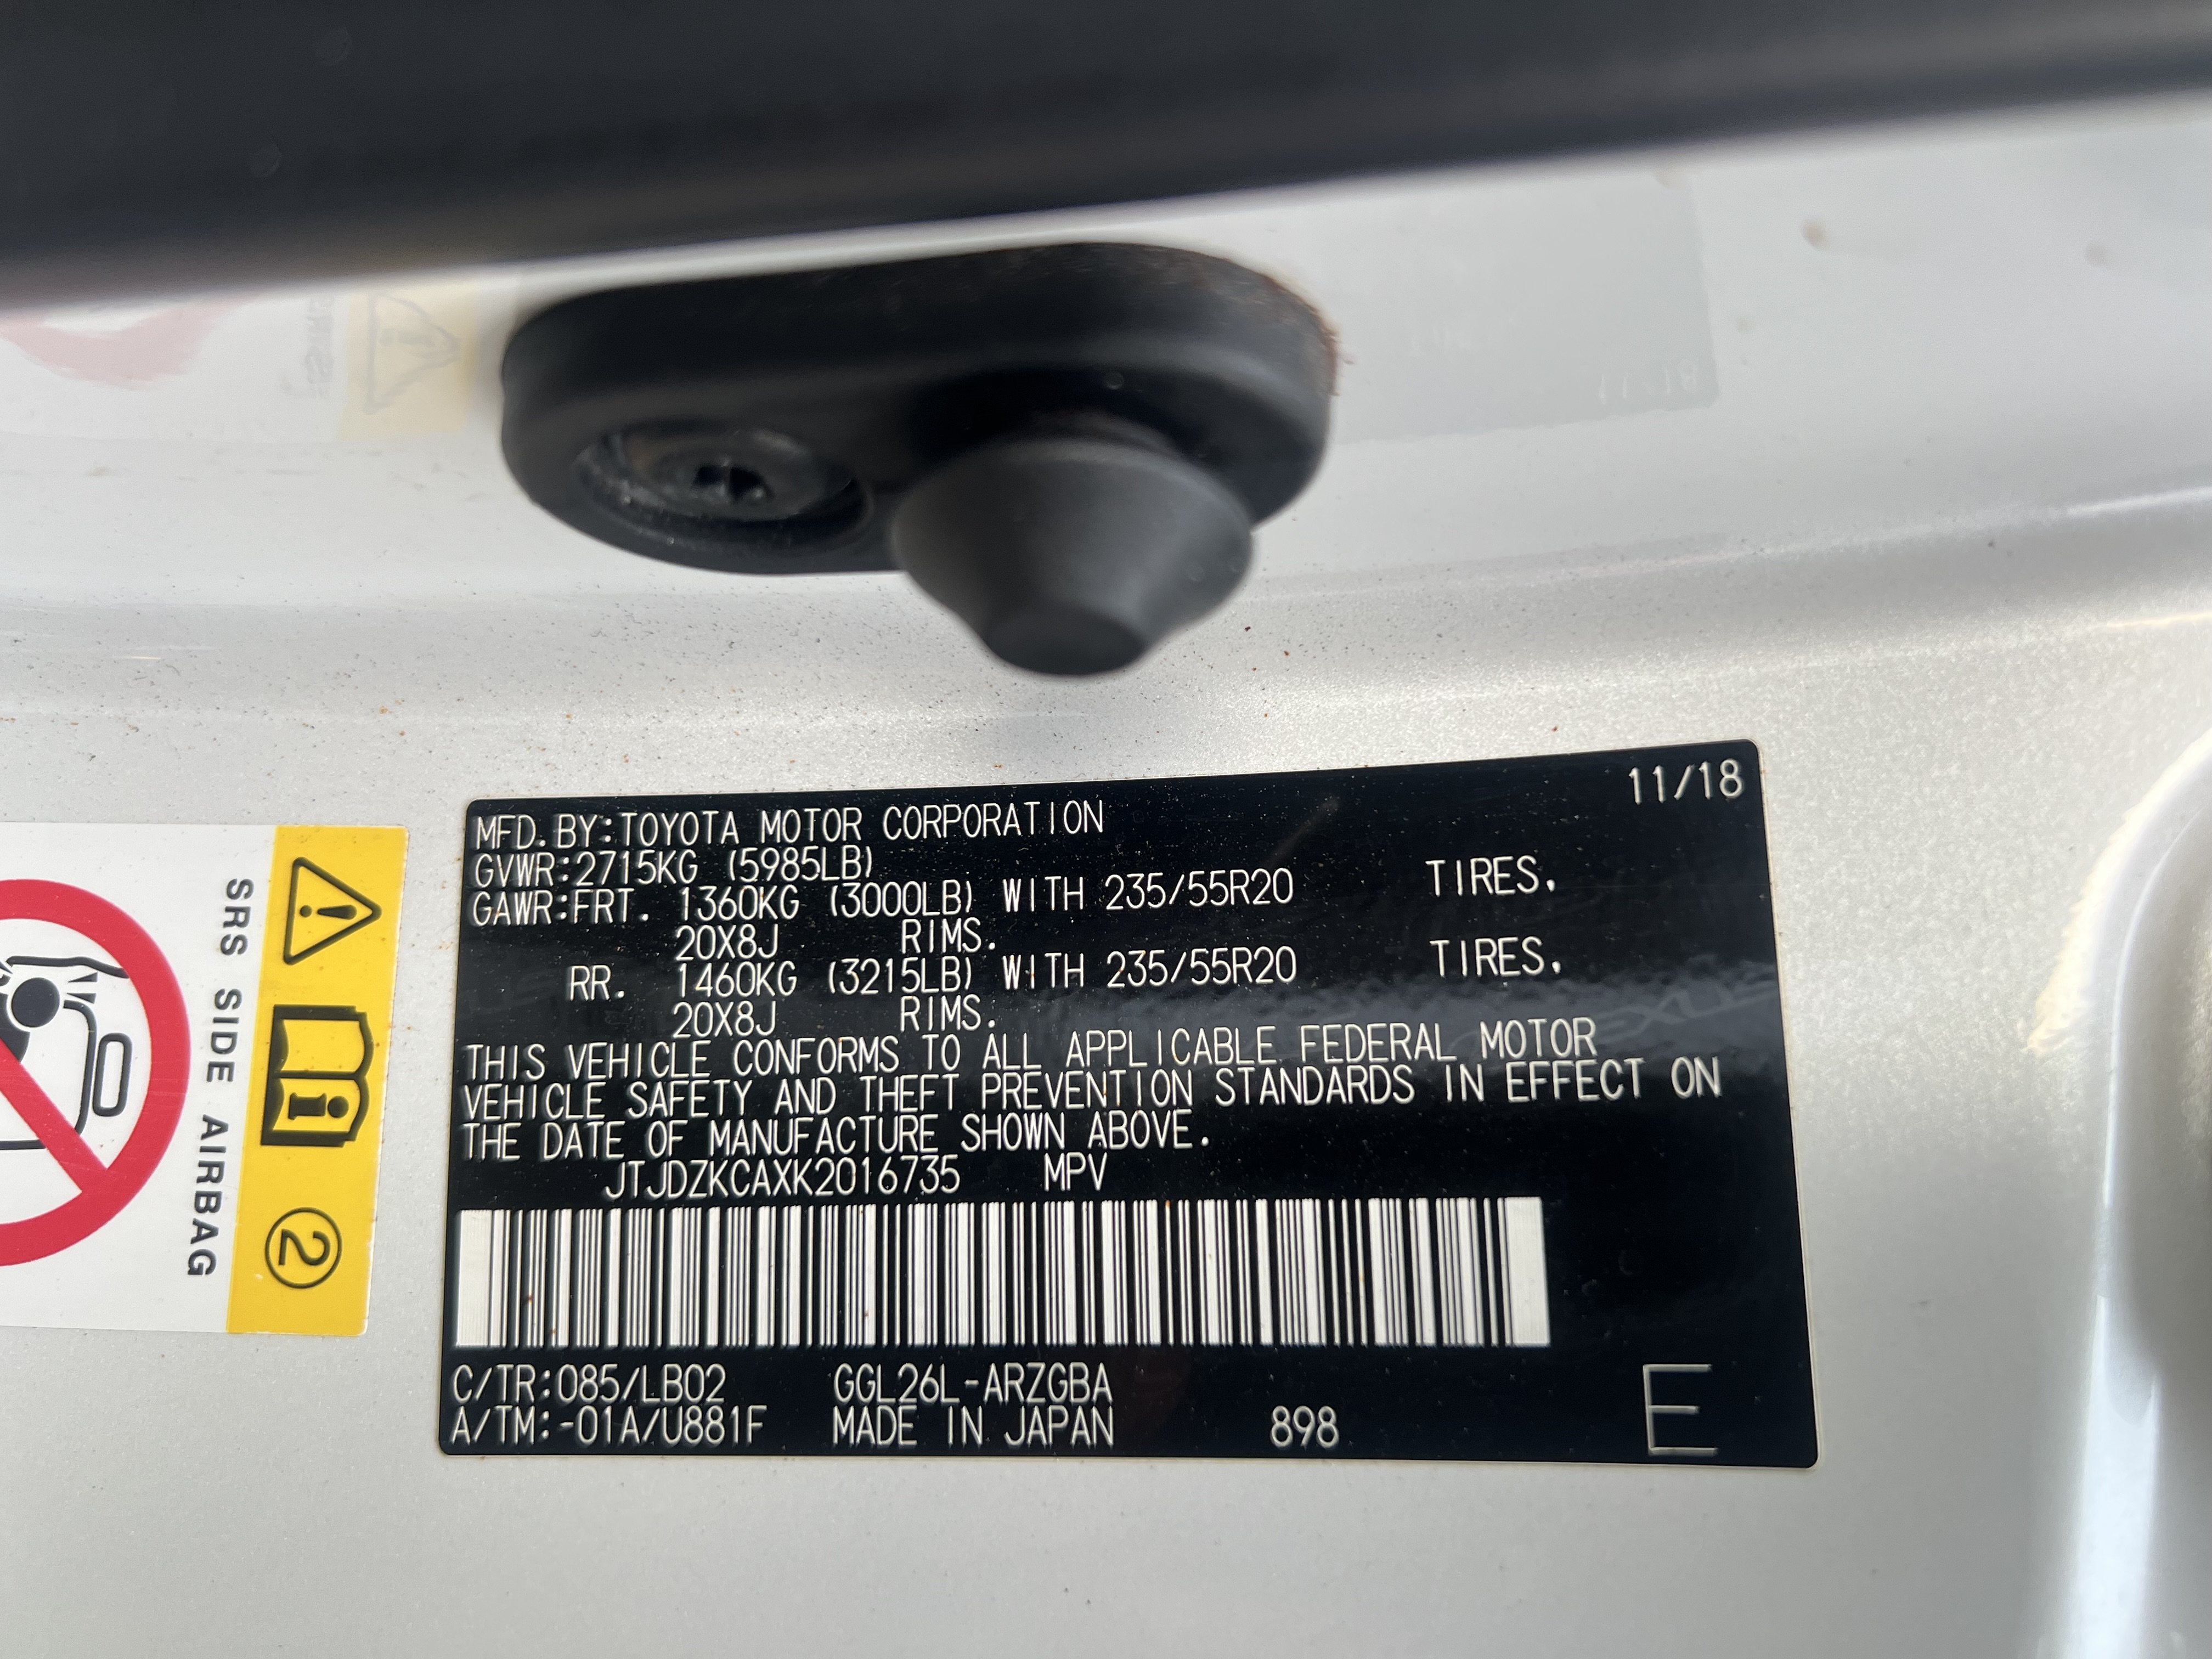 11/18
MFD. BY:TOYOTA MOTOR CORPORATION
GVWR:2715KG (5985LB)
GAWR:FRT. 1360KG (3000LB) WITH 235/55R20 TIRES.
20X8J RIMS.
RR. 1460KG (3215LB) WITH 235/55R20 TIRES.
20X8J RIMS.
THIS VEHICLE CONFORMS TO ALL APPLICABLE FEDERAL MOTOR
VEHICLE SAFETY AND THEFT PREVENTION STANDARDS IN EFFECT ON
THE DATE OF MANUFACTURE SHOWN ABOVE.
JTJDZKCAXK2016735 MPV
C/TR:085/LB02 GGL26L-ARZGBA
A/TM:-01A/U881F MADE IN JAPAN 898
E
SRS SIDE AIRBAG
2